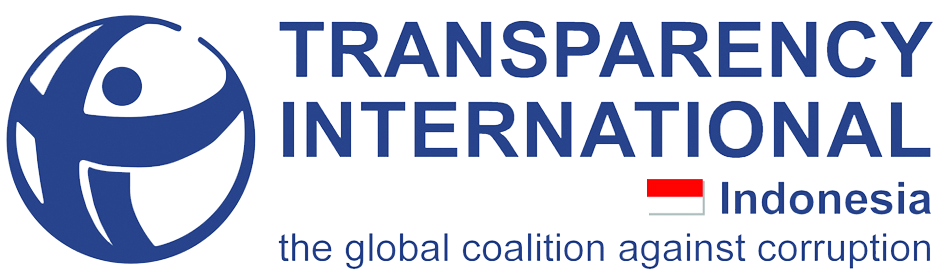 TRANSPARENCY
INTERNATIONAL
Indonesia
the global coalition against corruption